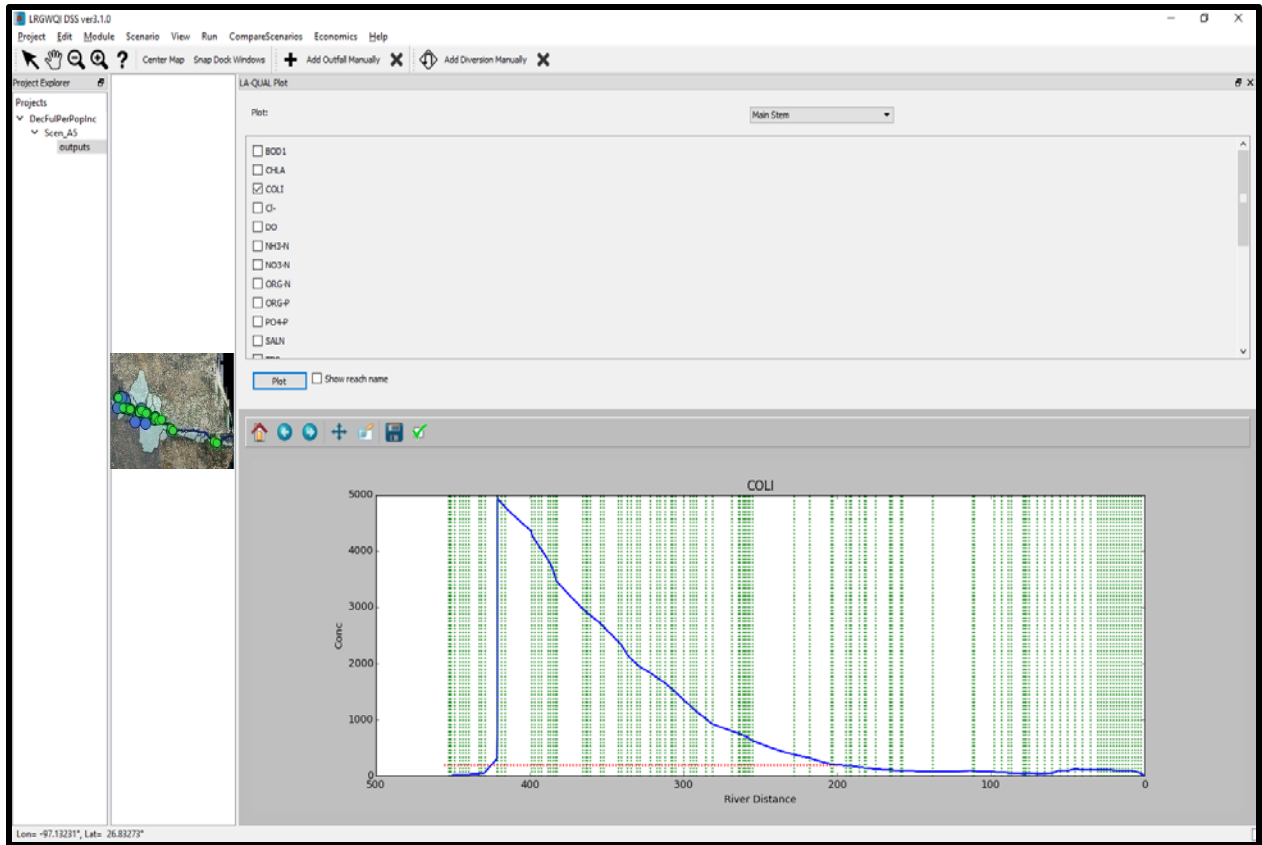 LRGWQI DSS ver3.1.0
Project Edit Module Scenario View Run CompareScenarios Economics Help
? Center Map Snap Dock Windows Add Outfall Manually Add Diversion Manually
Project Explorer
LA-QUAL Plot
Projects
DecFulPerPopInc
Scen_A5
outputs
Plot:
Main Stem
BOD1
CHLA
COLI
Cl-
DO
NH3-N
NO3-N
ORG-N
ORG-P
PO4-P
SALN
Plot Show reach name
COLI
5000
4000
3000
2000
1000
0
Conc
500 400 300 200 100 0
River Distance
Lon= -97.13231°, Lat= 26.83273°